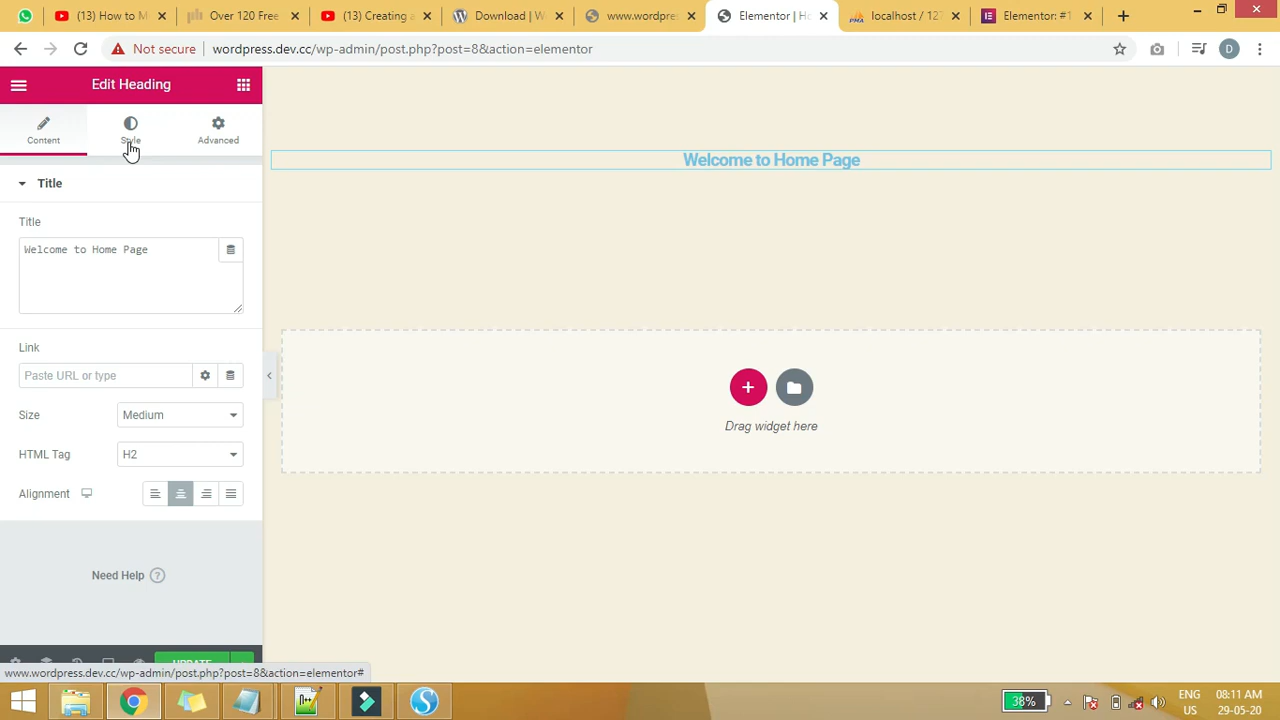 (13) How to M
Over 120 Free
(13) Creating a
Download | W
www.wordpre
Elementor | H
localhost / 127
Elementor: #1
Not secure
wordpress.dev.cc/wp-admin/post.php?post=8&action=elementor
D
Edit Heading
Content
Style
Advanced
Welcome to Home Page
Title
Title
Welcome to Home Page
Link
Paste URL or type
Size
Medium
HTML Tag
H2
Alignment
Drag widget here
Need Help
UPDATE
www.wordpress.dev.cc/wp-admin/post.php?post=8&action=elementor#
38%
ENG
US
08:11 AM
29-05-20